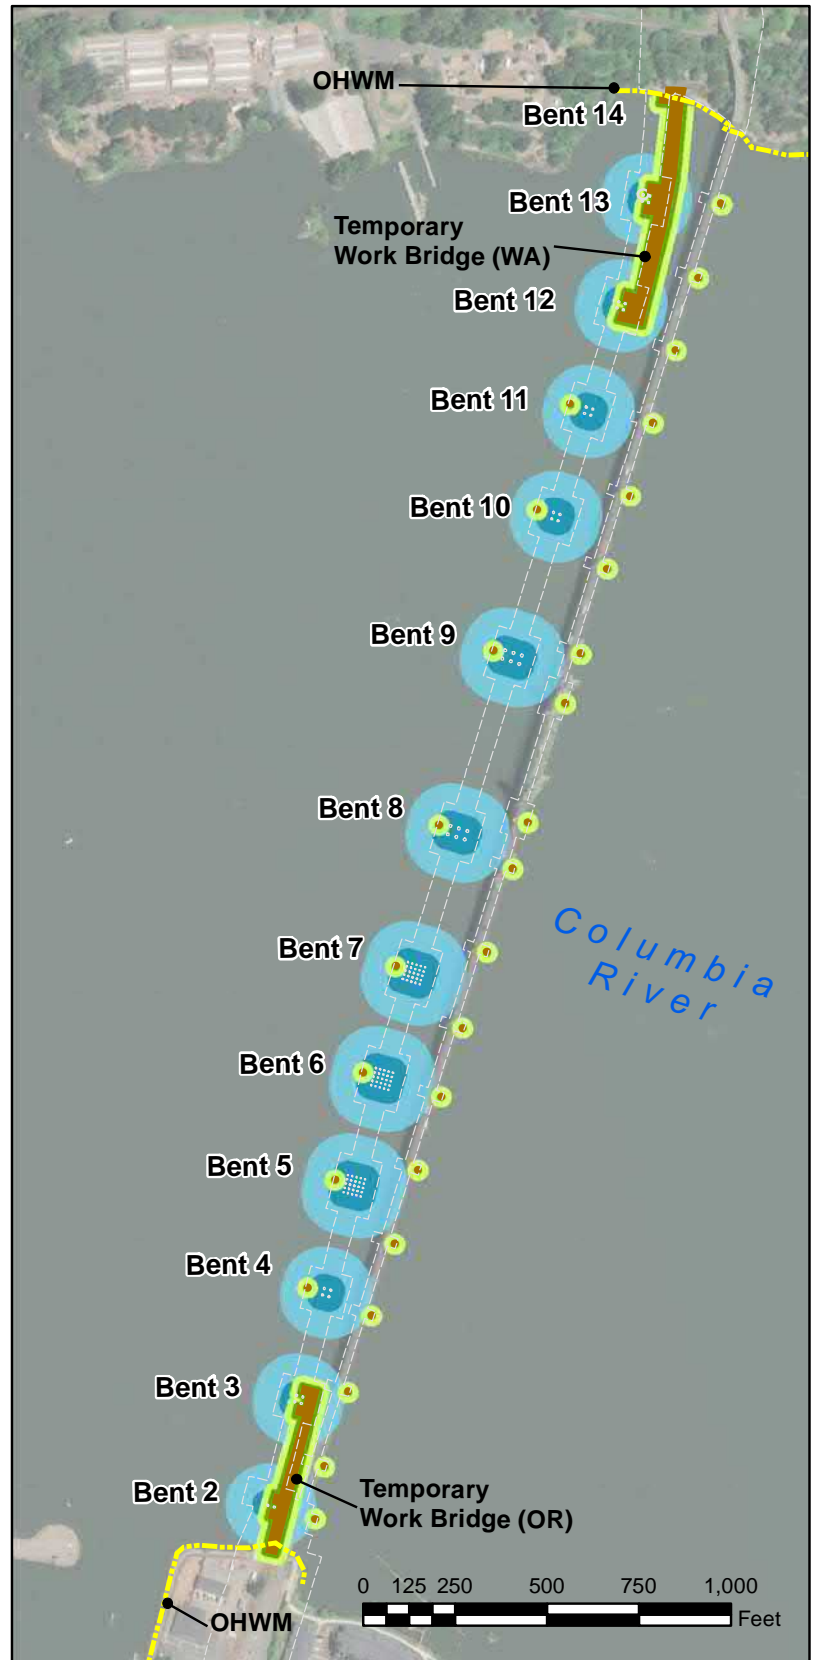 OHWM
Bent 14
Bent 13
Temporary
Work Bridge (WA)
Bent 12
Bent 11
Bent 10
Bent 9
Bent 8
Columbia
River
Bent 7
Bent 6
Bent 5
Bent 4
Bent 3
Bent 2
Temporary
Work Bridge (OR)
0 125 250 500 750 1,000
Feet
OHWM